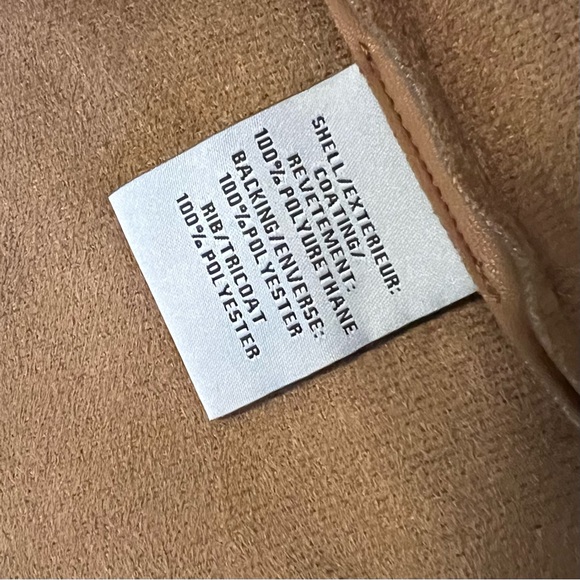 SHELL/EXTERIEUR:
COATING/
REVETEMENT:
100% POLYURETHANE
BACKING/ENVERSE:
100% POLYESTER
RIB/TRICOAT
100% POLYESTER